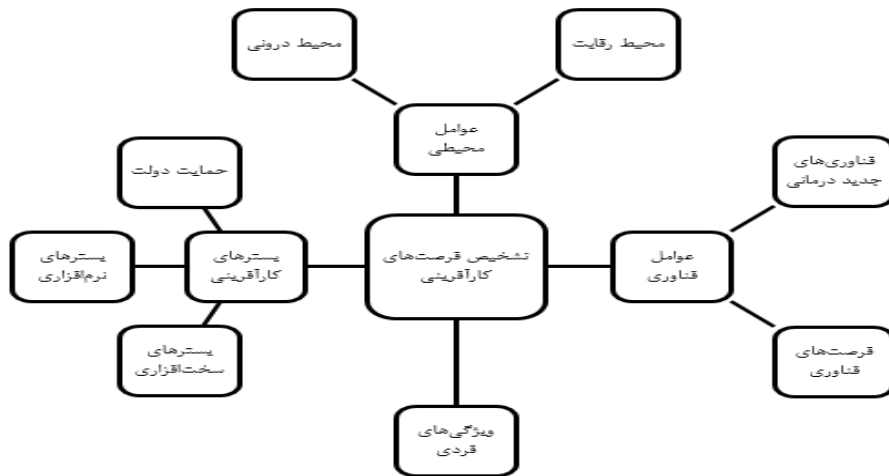 محیط رقابت
محیط درونی
عوامل
محیطی
فناوری‌های
جدید درمانی
حمایت دولت
تشخیص فرصت‌های
کارآفرینی
عوامل
فناوری
بسترهای
کارآفرینی
بسترهای
نرم‌افزاری
فرصت‌های
فناوری
بسترهای
سخت‌افزاری
ویژگی‌های
فردی